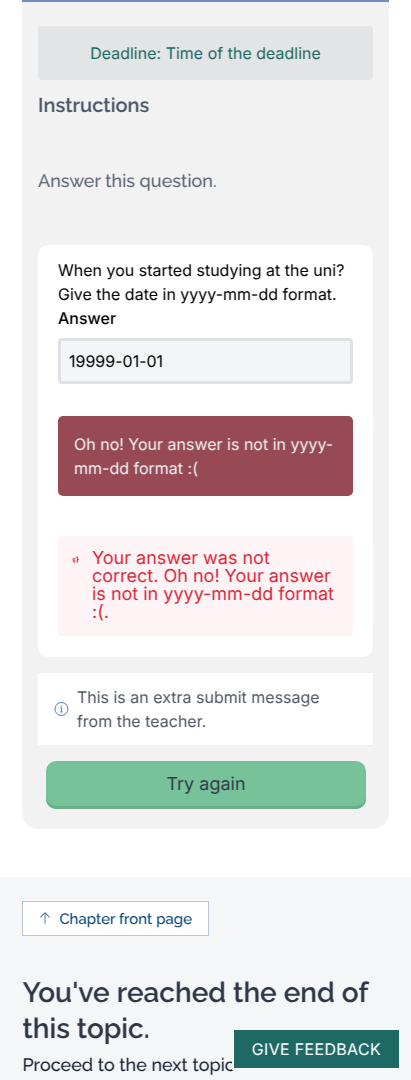 Deadline: Time of the deadline
Instructions
Answer this question.
When you started studying at the uni?
Give the date in yyyy-mm-dd format.
Answer
19999-01-01
Oh no! Your answer is not in yyyy-
mm-dd format :(
Your answer was not
correct. Oh no! Your answer
is not in yyyy-mm-dd format
:(.
This is an extra submit message
from the teacher.
Try again
Chapter front page
You've reached the end of
this topic.
Proceed to the next topic
GIVE FEEDBACK